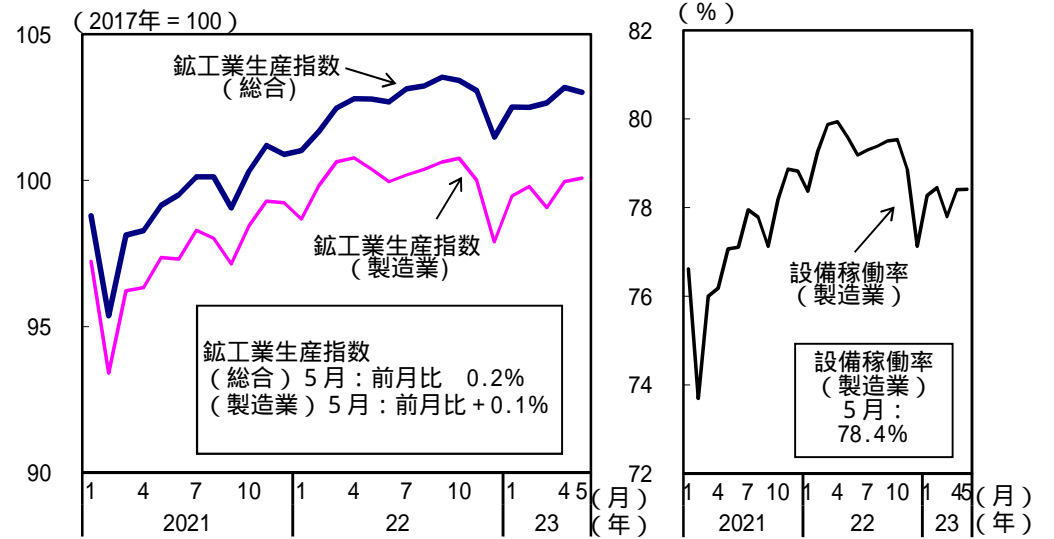 （2017年＝100）
105
100
95
90
鉱工業生産指数
（総合）
鉱工業生産指数
（製造業）
鉱工業生産指数
（総合）５月：前月比　0.2%
（製造業）５月：前月比＋0.1%
1 4 7 10 1 4 7 10 1 4 5 （月）
2021 22 23 （年）
（％）
82
80
78
76
74
72
設備稼働率
（製造業）
設備稼働率
（製造業）
５月：
78.4%
1 4 7 10 1 4 7 10 1 4 5 （月）
2021 22 23 （年）